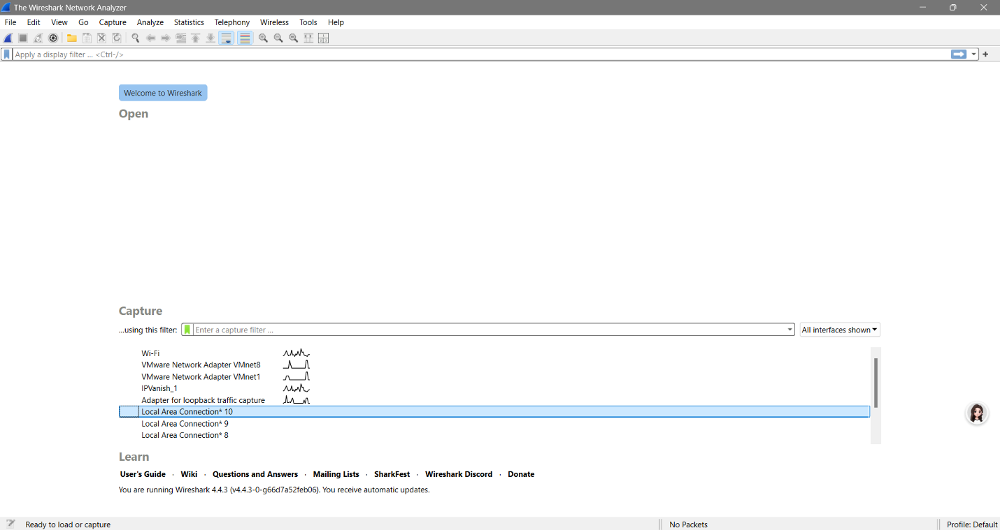 The Wireshark Network Analyzer
File Edit View Go Capture Analyze Statistics Telephony Wireless Tools Help
Apply a display filter ... <Ctrl-/>
Welcome to Wireshark
Open
Capture
...using this filter: Enter a capture filter ... All interfaces shown
Wi-Fi
VMware Network Adapter VMnet8
VMware Network Adapter VMnet1
IPVanish_1
Adapter for loopback traffic capture
Local Area Connection* 10
Local Area Connection* 9
Local Area Connection* 8
Learn
User's Guide · Wiki · Questions and Answers · Mailing Lists · SharkFest · Wireshark Discord · Donate
You are running Wireshark 4.4.3 (v4.4.3-0-g66d7a52feb06). You receive automatic updates.
Ready to load or capture No Packets Profile: Default